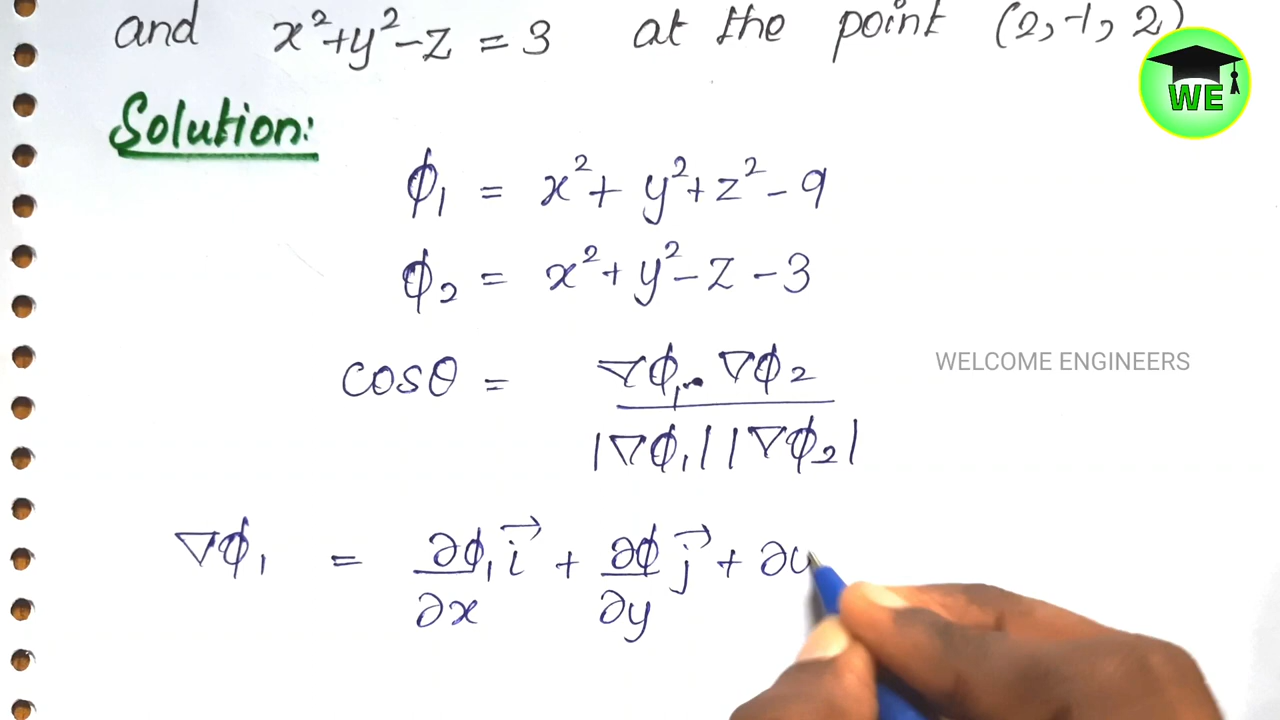 and x²+y²-z = 3 at the point (2,-1, 2)
WE
Solution:
ϕ₁ = x²+ y²+z²- 9
ϕ₂ = x²+ y²- z - 3
cosθ = ∇ϕ₁ . ∇ϕ₂
|∇ϕ₁| |∇ϕ₂|
WELCOME ENGINEERS
∇ϕ₁ = ∂ϕ₁ i⃗ + ∂ϕ j⃗ + ∂
∂x ∂y